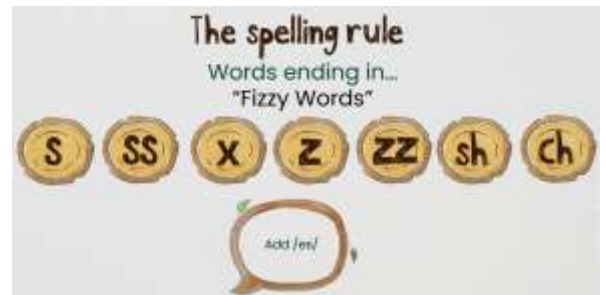 The spelling rule
Words ending in...
"Fizzy Words"
s ss x z zz sh ch
Add /es/